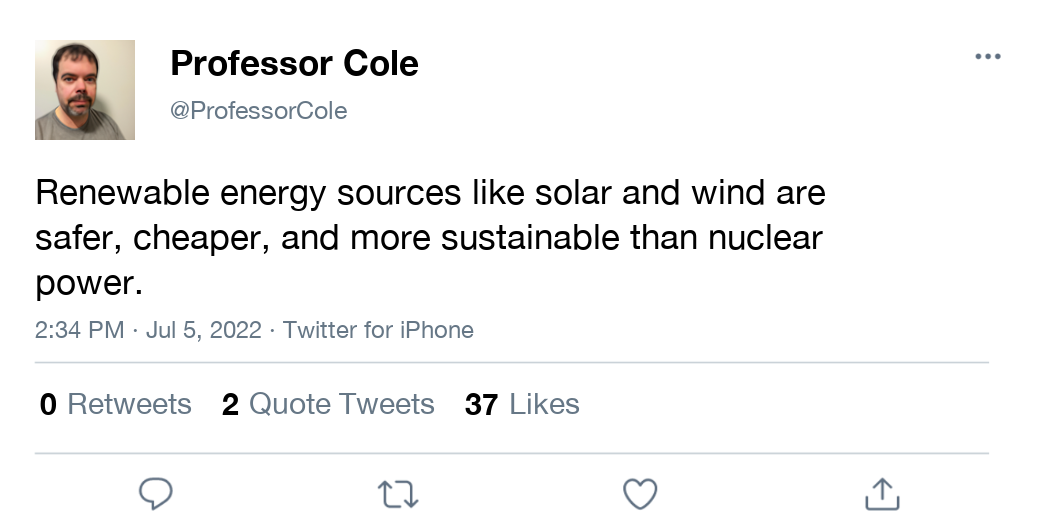 Professor Cole
@ProfessorCole
Renewable energy sources like solar and wind are
safer, cheaper, and more sustainable than nuclear
power.
2:34 PM · Jul 5, 2022 · Twitter for iPhone
0 Retweets 2 Quote Tweets 37 Likes